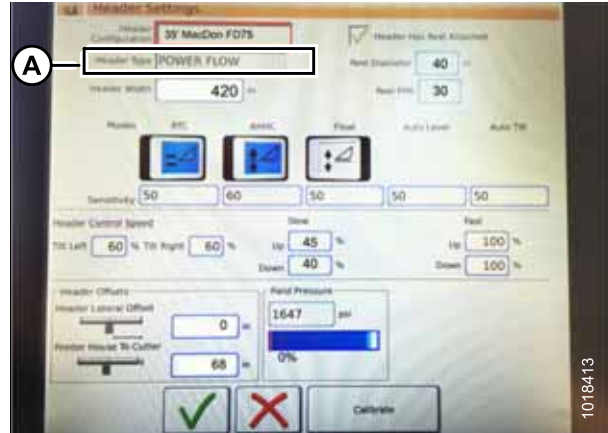 Header Settings
Header Configuration 35' MacDon FD75
Header Has Reel Attached
A
Header Type POWER FLOW
Reel Diameter 40 in
Header Width 420 in
Reel PPR 30
Modes RTC AHHC Float Auto Level Auto Tilt
Sensitivity 50 60 50 50 50
Header Control Speed
Slow Fast
Tilt Left 60 % Tilt Right 60 % Up 45 % Up 100 %
Down 40 % Down 100 %
Header Offsets
Field Pressure
Header Lateral Offset
0 in
1647 psi
Feeder House To Cutter
68 in
0%
Calibrate
1018413